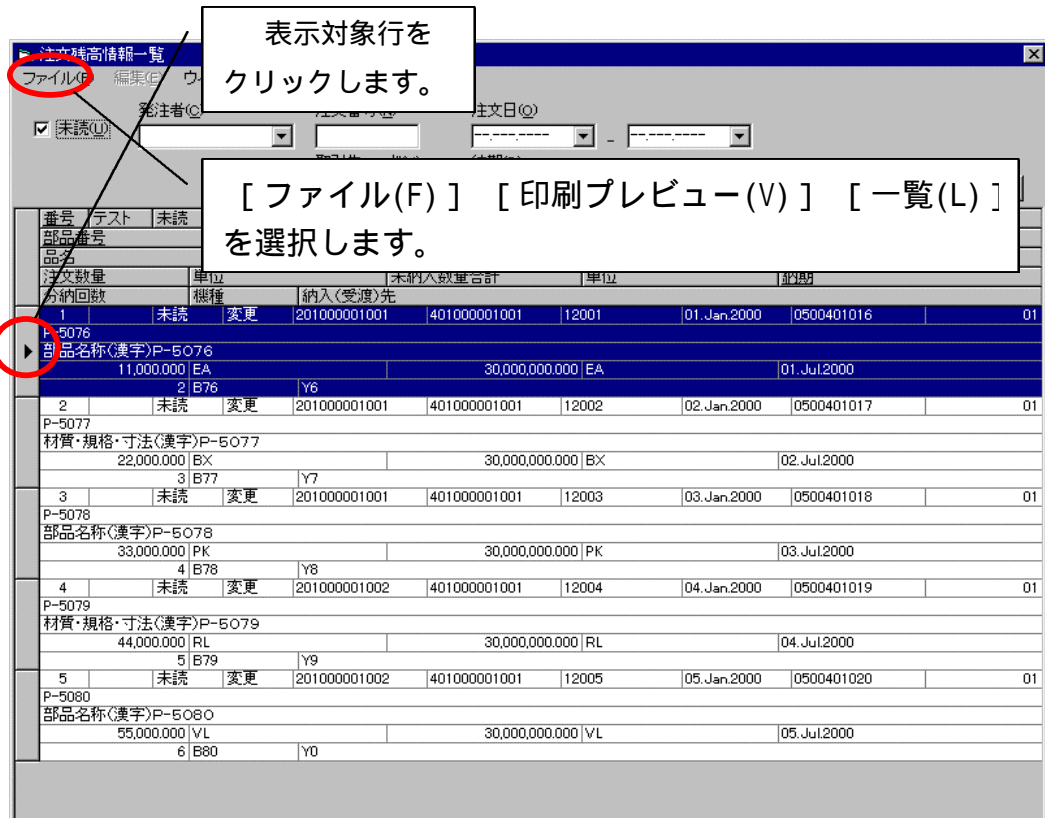 表示対象行を
クリックします。
注文残高情報一覧
ファイル(F) 編集(E)
発注者(C) 注文日(O)
未読(U)
--.---.---- - --.---.----
[ファイル(F)] [印刷プレビュー(V)] [一覧(L)]
を選択します。
番号 テスト 未読
部品番号
品名
注文数量 単位 未納入数量合計 単位 納期
分納回数 機種 納入(受渡)先
1 未読 変更 201000001001 401000001001 12001 01.Jan.2000 0500401016 01
P-5076
部品名称(漢字)P-5076
11,000.000 EA 30,000,000.000 EA 01.Jul.2000
2 B76 Y6
2 未読 変更 201000001001 401000001001 12002 02.Jan.2000 0500401017 01
P-5077
材質・規格・寸法(漢字)P-5077
22,000.000 BX 30,000,000.000 BX 02.Jul.2000
3 B77 Y7
3 未読 変更 201000001001 401000001001 12003 03.Jan.2000 0500401018 01
P-5078
部品名称(漢字)P-5078
33,000.000 PK 30,000,000.000 PK 03.Jul.2000
4 B78 Y8
4 未読 変更 201000001002 401000001001 12004 04.Jan.2000 0500401019 01
P-5079
材質・規格・寸法(漢字)P-5079
44,000.000 RL 30,000,000.000 RL 04.Jul.2000
5 B79 Y9
5 未読 変更 201000001002 401000001001 12005 05.Jan.2000 0500401020 01
P-5080
部品名称(漢字)P-5080
55,000.000 VL 30,000,000.000 VL 05.Jul.2000
6 B80 Y0